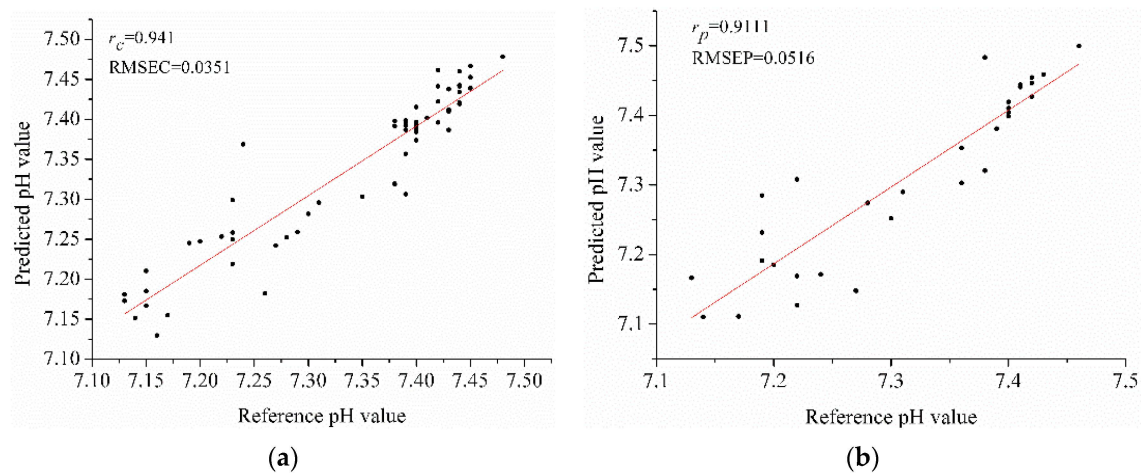 r_c=0.941
RMSEC=0.0351
7.50
7.45
7.40
7.35
7.30
7.25
7.20
7.15
7.10
Predicted pH value
7.10 7.15 7.20 7.25 7.30 7.35 7.40 7.45 7.50
Reference pH value
(a)
r_p=0.9111
RMSEP=0.0516
7.5
7.4
7.3
7.2
7.1
Predicted pH value
7.1 7.2 7.3 7.4 7.5
Reference pH value
(b)